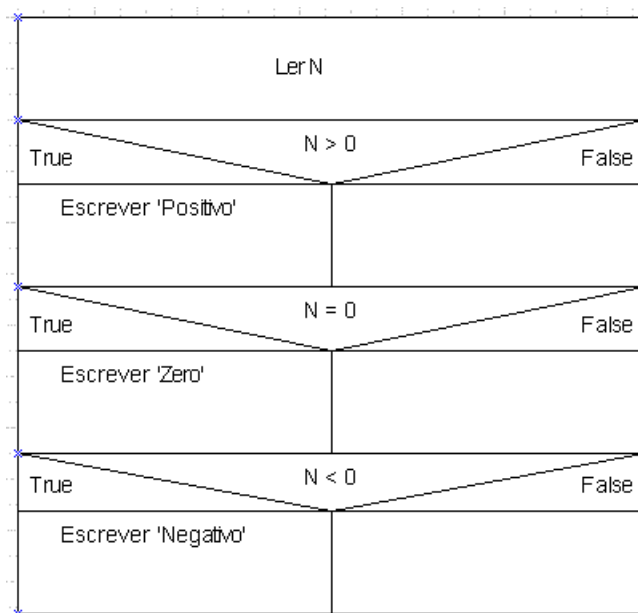 Ler N
N > 0
True
False
Escrever 'Positivo'
N = 0
True
False
Escrever 'Zero'
N < 0
True
False
Escrever 'Negativo'